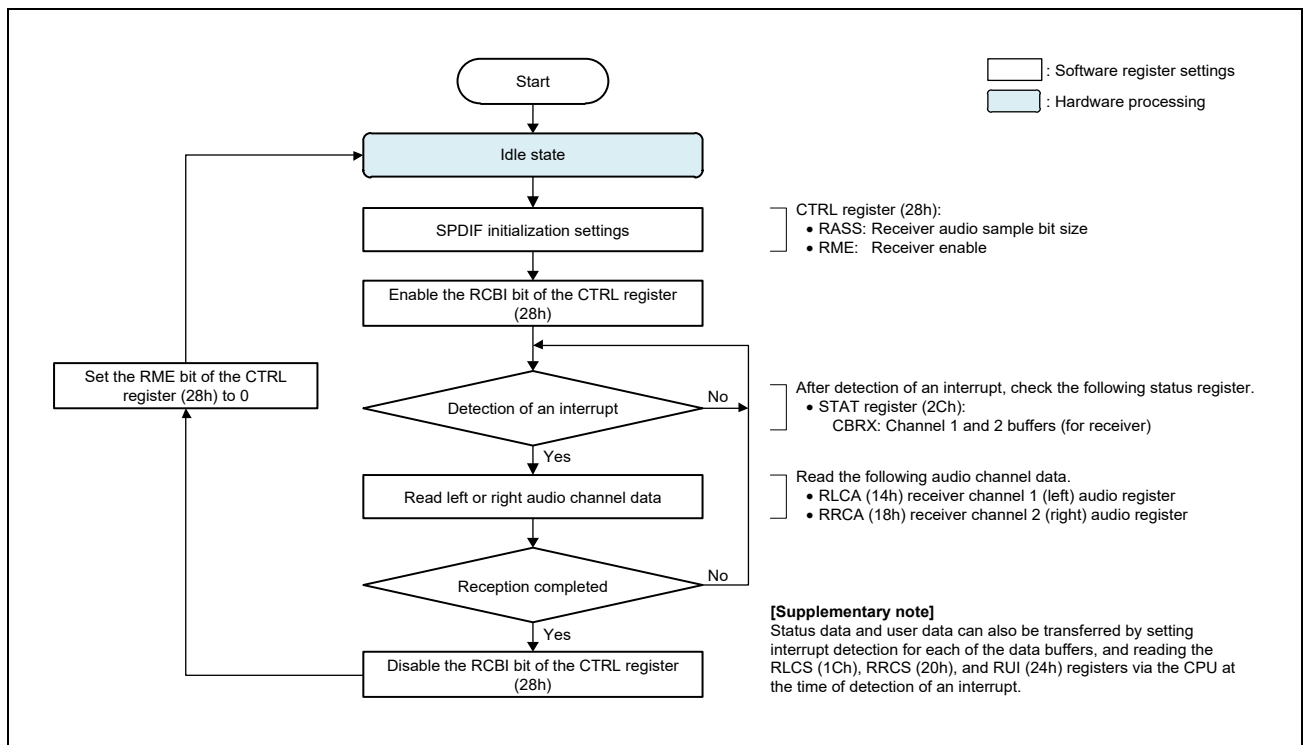 Start
: Software register settings
: Hardware processing
Idle state
SPDIF initialization settings
CTRL register (28h):
• RASS: Receiver audio sample bit size
• RME: Receiver enable
Enable the RCBI bit of the CTRL register
(28h)
Set the RME bit of the CTRL
register (28h) to 0
Detection of an interrupt
No
Yes
After detection of an interrupt, check the following status register.
• STAT register (2Ch):
CBRX: Channel 1 and 2 buffers (for receiver)
Read left or right audio channel data
Read the following audio channel data.
• RLCA (14h) receiver channel 1 (left) audio register
• RRCA (18h) receiver channel 2 (right) audio register
Reception completed
No
Yes
Disable the RCBI bit of the CTRL register
(28h)
[Supplementary note]
Status data and user data can also be transferred by setting
interrupt detection for each of the data buffers, and reading the
RLCS (1Ch), RRCS (20h), and RUI (24h) registers via the CPU at
the time of detection of an interrupt.